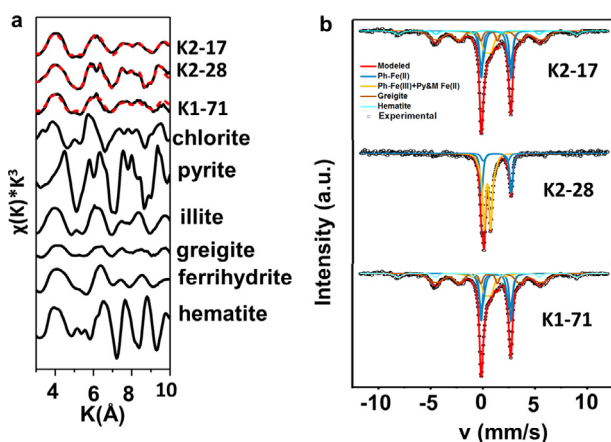 a
K2-17
K2-28
K1-71
chlorite
pyrite
illite
greigite
ferrihydrite
hematite
χ(K)*K³
4 6 8 10
K(Å)
b
K2-17
Modeled
Ph-Fe(II)
Ph-Fe(III)+Py&M Fe(II)
Greigite
Hematite
Experimental
K2-28
K1-71
Intensity (a.u.)
-10 -5 0 5 10
v (mm/s)